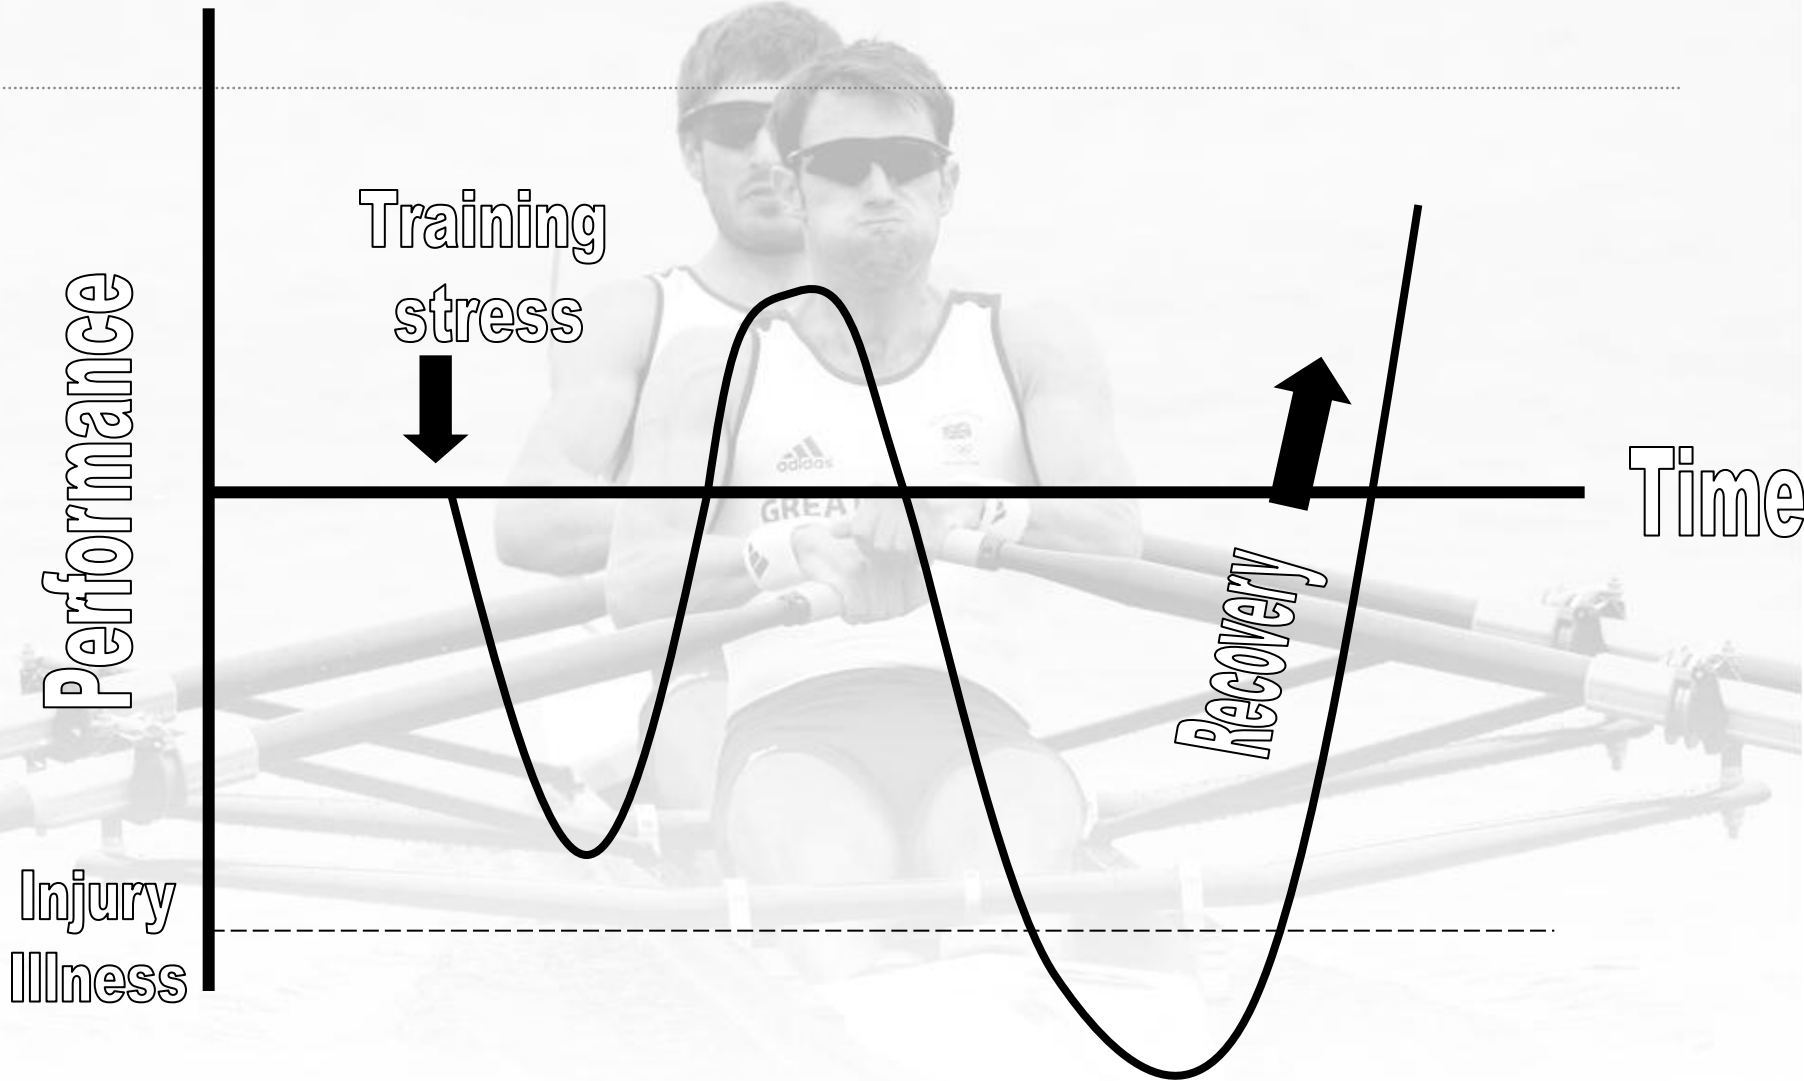 Training
stress
Performance
Time
adidas
GREAT
Recovery
Injury
Illness